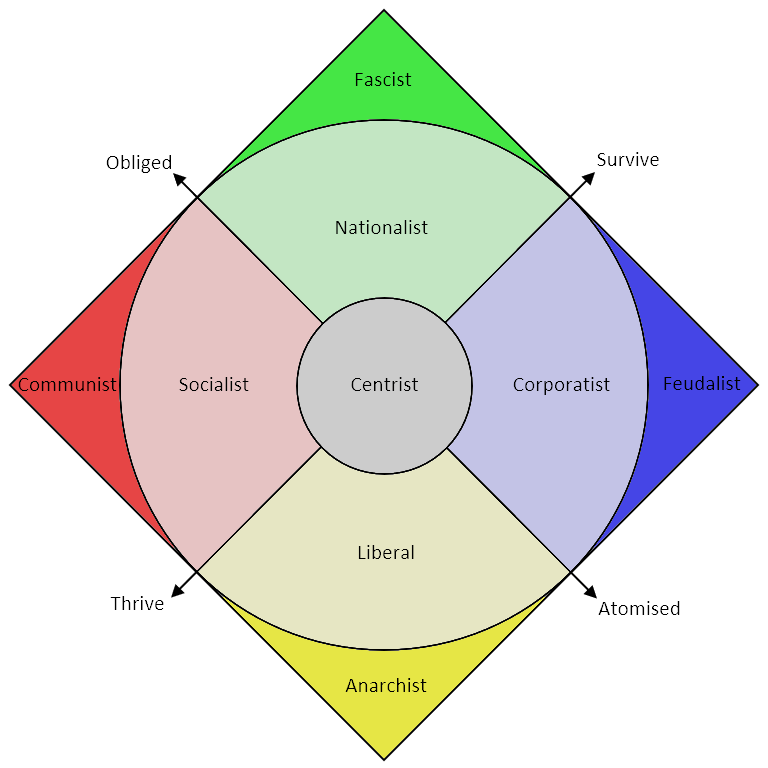 Fascist
Obliged
Survive
Nationalist
Communist
Socialist
Centrist
Corporatist
Feudalist
Liberal
Thrive
Atomised
Anarchist